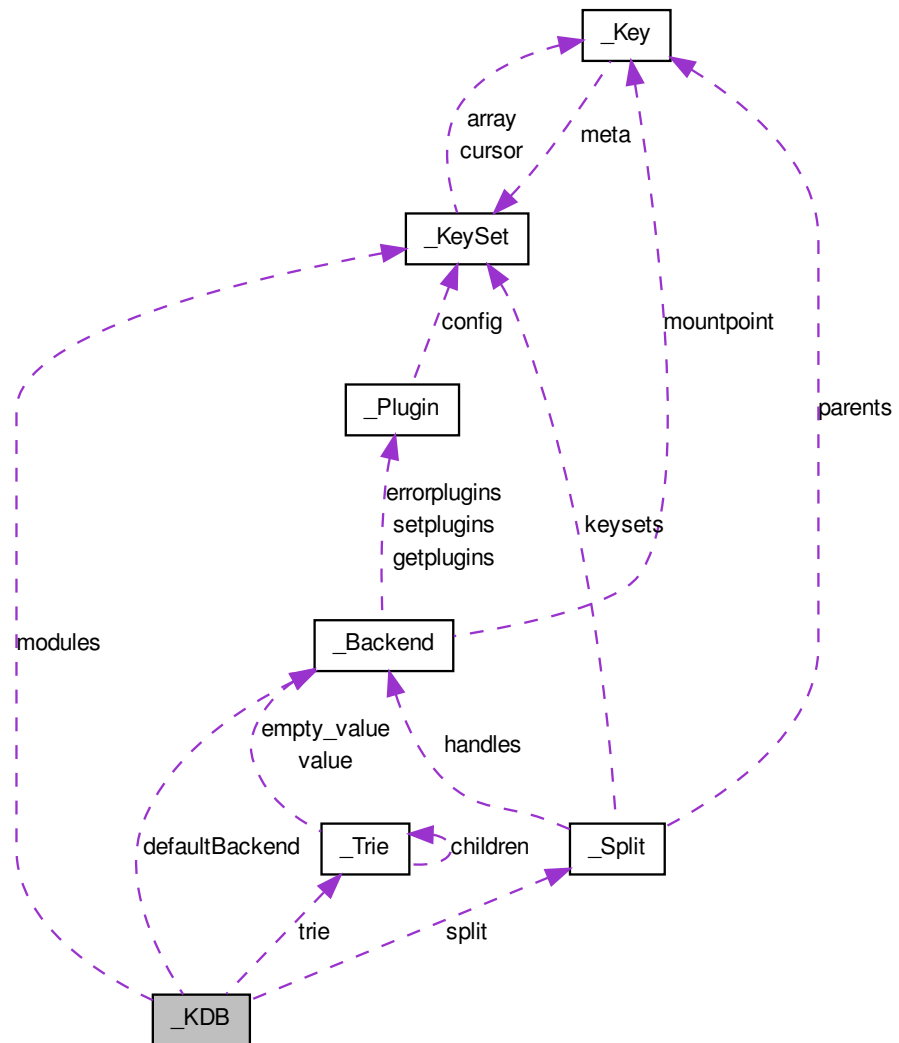 _Key
array
cursor
meta
_KeySet
config
mountpoint
_Plugin
parents
errorplugins
setplugins
getplugins
keysets
modules
_Backend
empty_value
value
handles
defaultBackend
_Trie
children
_Split
trie
split
_KDB